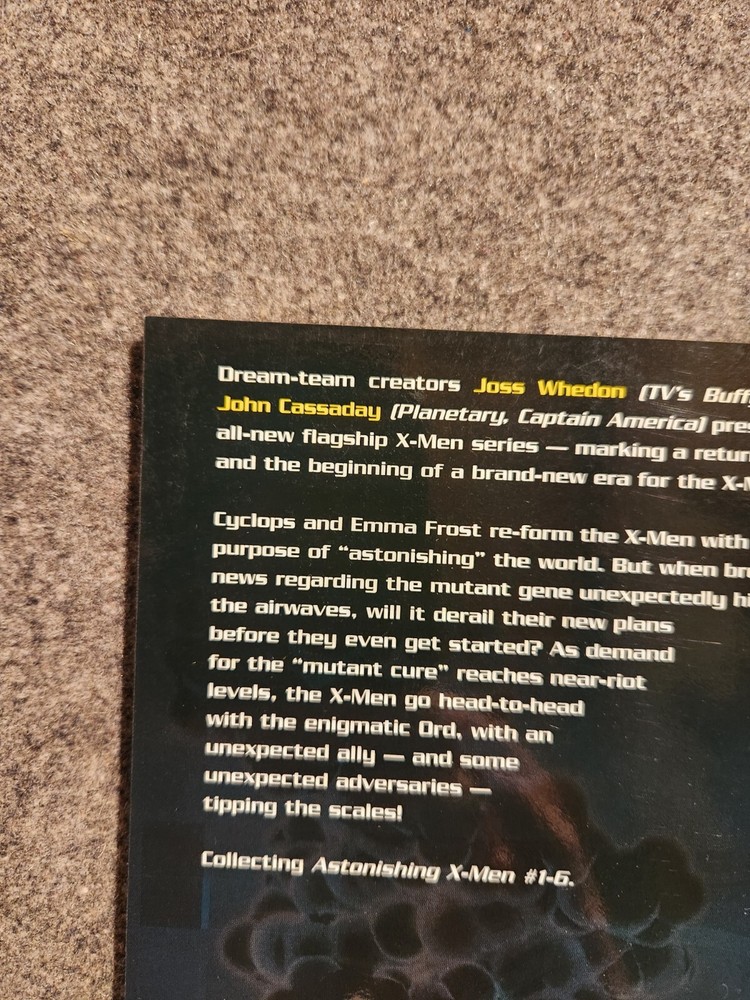 Dream-team creators Joss Whedon (TV's Buff
John Cassaday (Planetary, Captain America) pres
all-new flagship X-Men series — marking a return
and the beginning of a brand-new era for the X-M
Cyclops and Emma Frost re-form the X-Men with
purpose of “astonishing” the world. But when br
news regarding the mutant gene unexpectedly hi
the airwaves, will it derail their new plans
before they even get started? As demand
for the “mutant cure” reaches near-riot
levels, the X-Men go head-to-head
with the enigmatic Ord, with an
unexpected ally — and some
unexpected adversaries —
tipping the scales!
Collecting Astonishing X-Men #1-6.